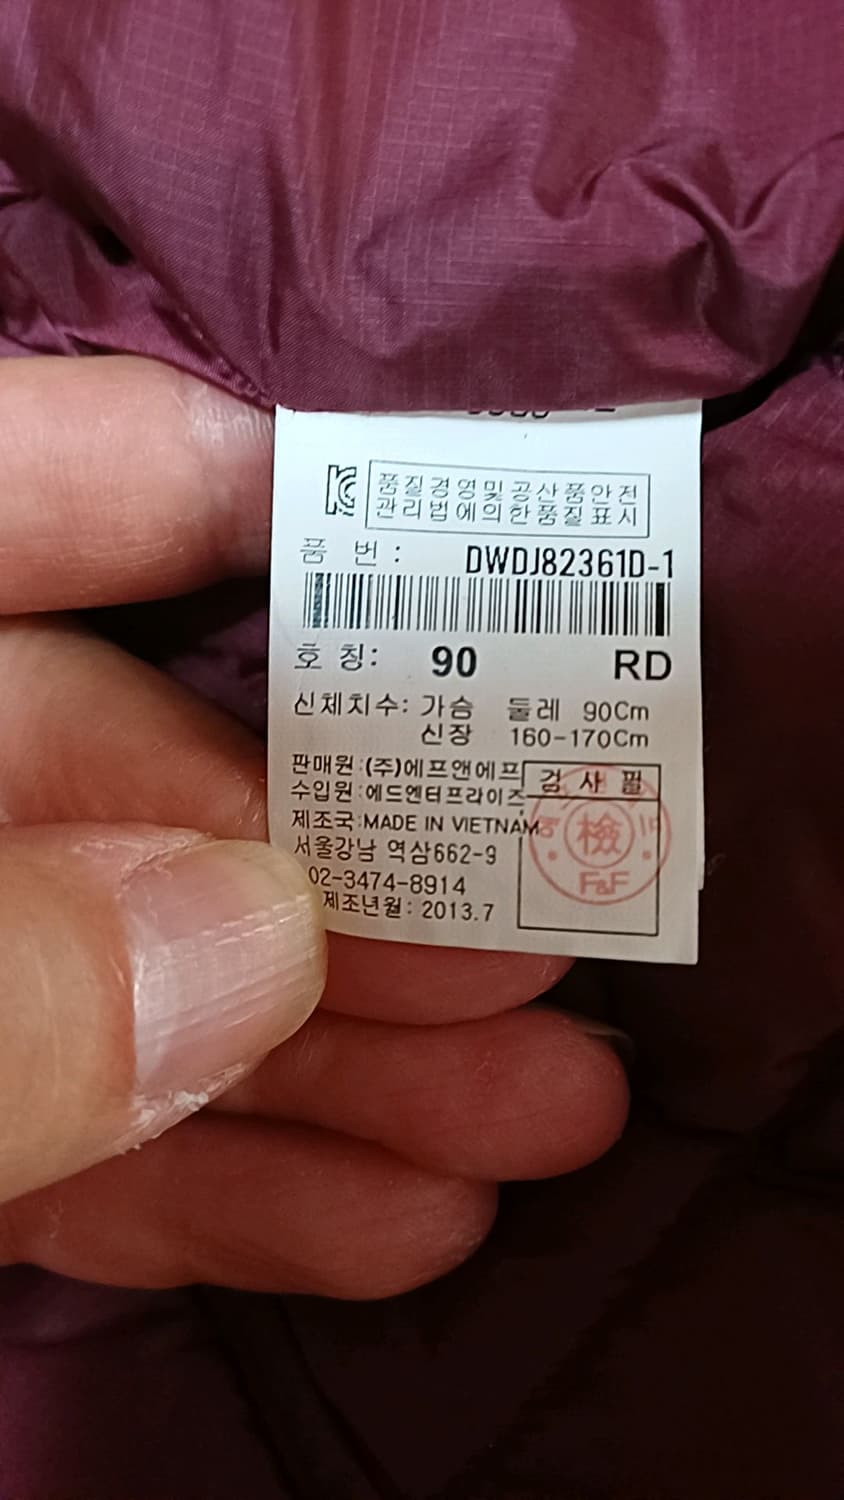 품질경영및공산품안전
관리법에의한품질표시
품 번 : DWDJ82361D-1
호 칭: 90 RD
신체치수: 가슴 둘레 90Cm
신장 160-170Cm
판매원:(주)에프앤에프
수입원:에드엔터프라이즈
제조국:MADE IN VIETNAM
서울강남 역삼662-9
02-3474-8914
제조년월: 2013.7
검사필
檢
F&F